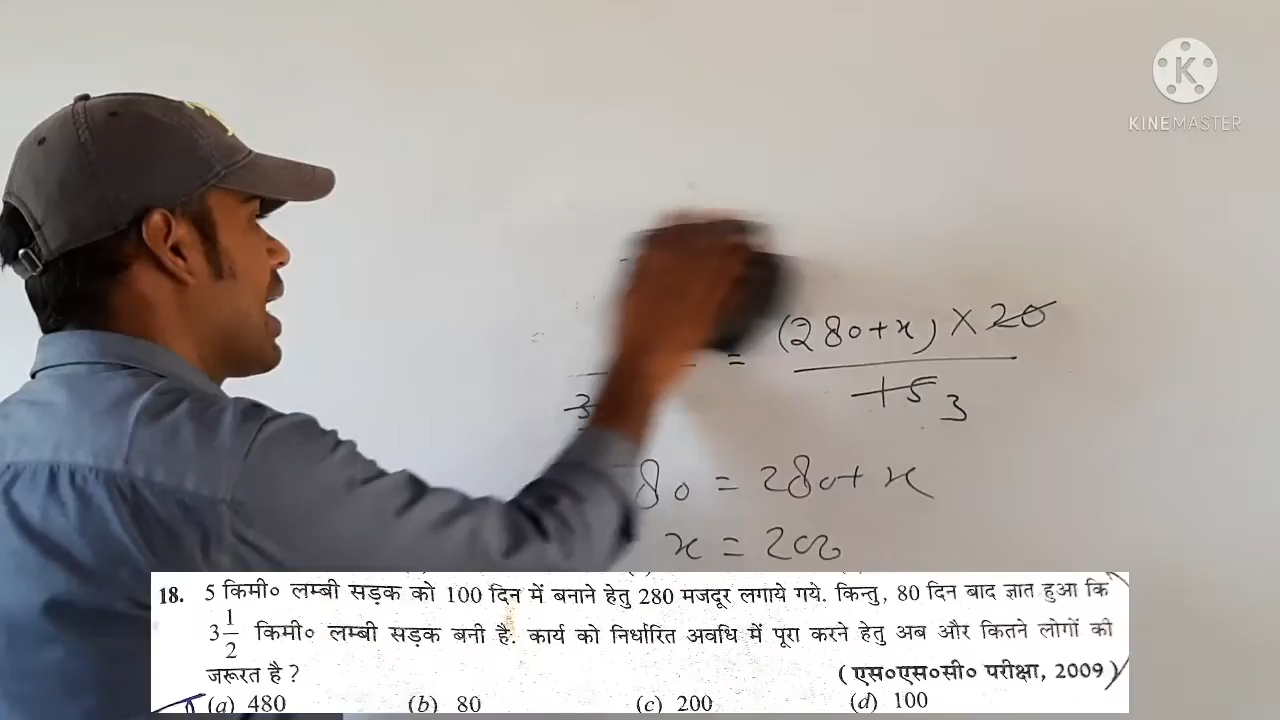 KINEMASTER
= (280+x) × 20
3
15 3
80 = 280+x
x = 200
18. 5 किमी० लम्बी सड़क को 100 दिन में बनाने हेतु 280 मजदूर लगाये गये. किन्तु, 80 दिन बाद ज्ञात हुआ कि
3 1/2 किमी० लम्बी सड़क बनी है. कार्य को निर्धारित अवधि में पूरा करने हेतु अब और कितने लोगों की
जरूरत है ? ( एस०एस०सी० परीक्षा, 2009)
(a) 480 (b) 80 (c) 200 (d) 100